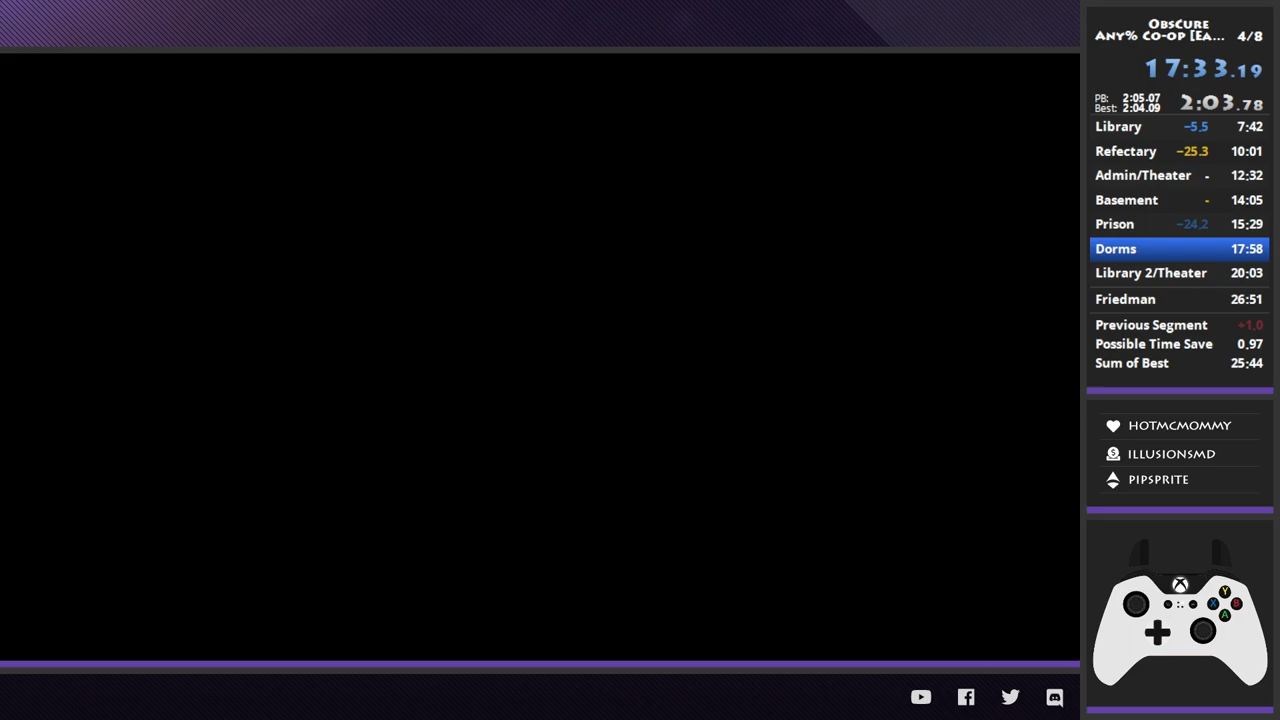 ObsCure
Any% Co-op [Ea... 4/8
17:33.19
PB: 2:05.07
Best: 2:04.09
2:03.78
Library -5.5 7:42
Refectary -25.3 10:01
Admin/Theater - 12:32
Basement - 14:05
Prison -24.2 15:29
Dorms 17:58
Library 2/Theater 20:03
Friedman 26:51
Previous Segment +1.0
Possible Time Save 0.97
Sum of Best 25:44
HOTMCMOMMY
ILLUSIONSMD
PIPSPRITE
Y
X B
A